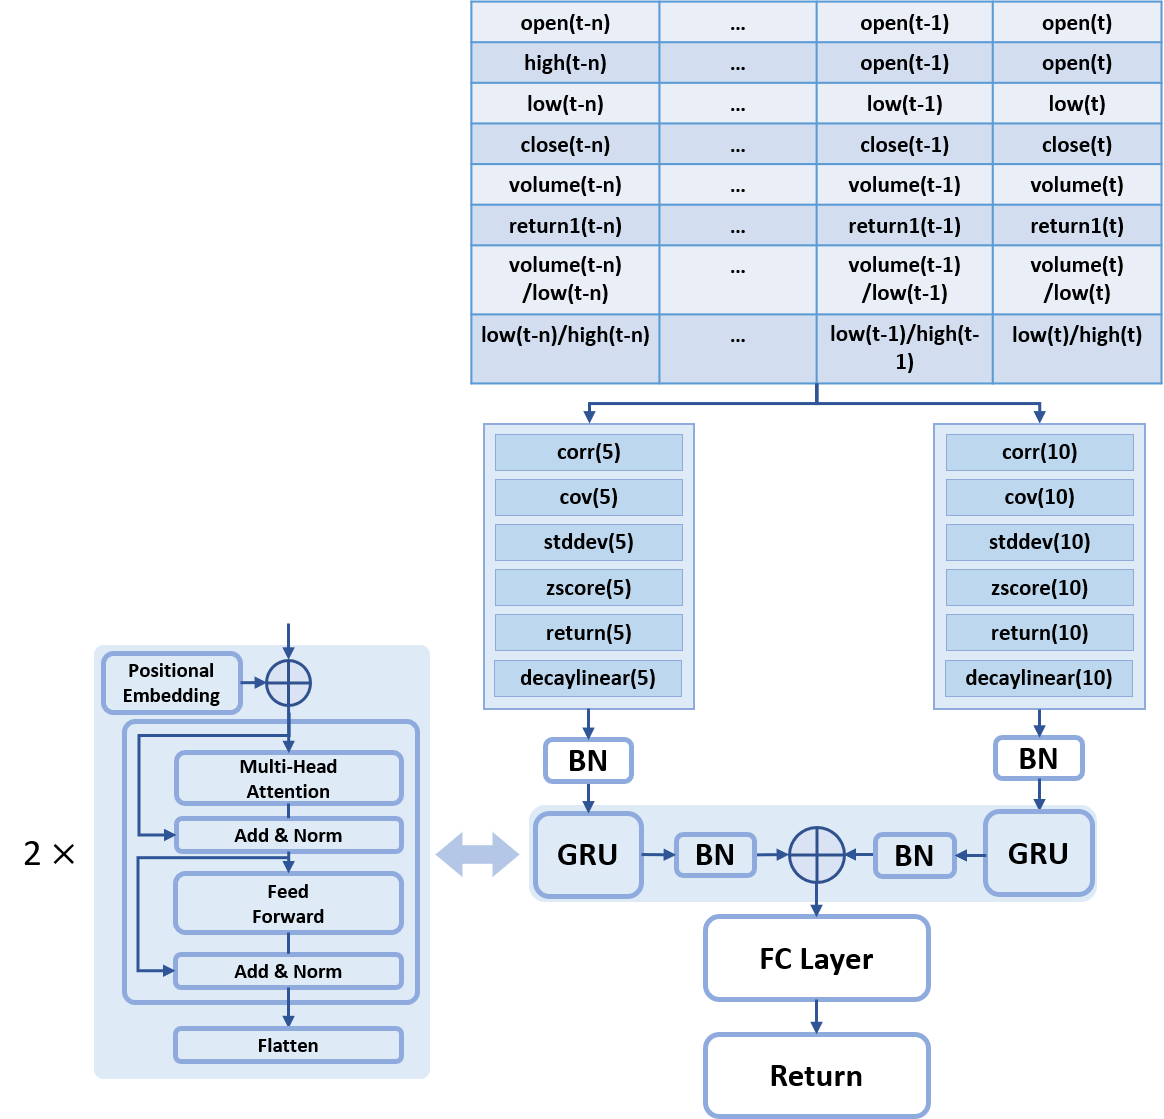 open(t-n) ... open(t-1) open(t)
high(t-n) ... open(t-1) open(t)
low(t-n) ... low(t-1) low(t)
close(t-n) ... close(t-1) close(t)
volume(t-n) ... volume(t-1) volume(t)
return1(t-n) ... return1(t-1) return1(t)
volume(t-n) ... volume(t-1) volume(t)
/low(t-n) /low(t-1) /low(t)
low(t-n)/high(t-n) ... low(t-1)/high(t- low(t)/high(t)
1)
corr(5) corr(10)
cov(5) cov(10)
stddev(5) stddev(10)
zscore(5) zscore(10)
return(5) return(10)
decaylinear(5) decaylinear(10)
BN BN
GRU BN BN GRU
FC Layer
Return
2 ×
Positional
Embedding
Multi-Head
Attention
Add & Norm
Feed
Forward
Add & Norm
Flatten